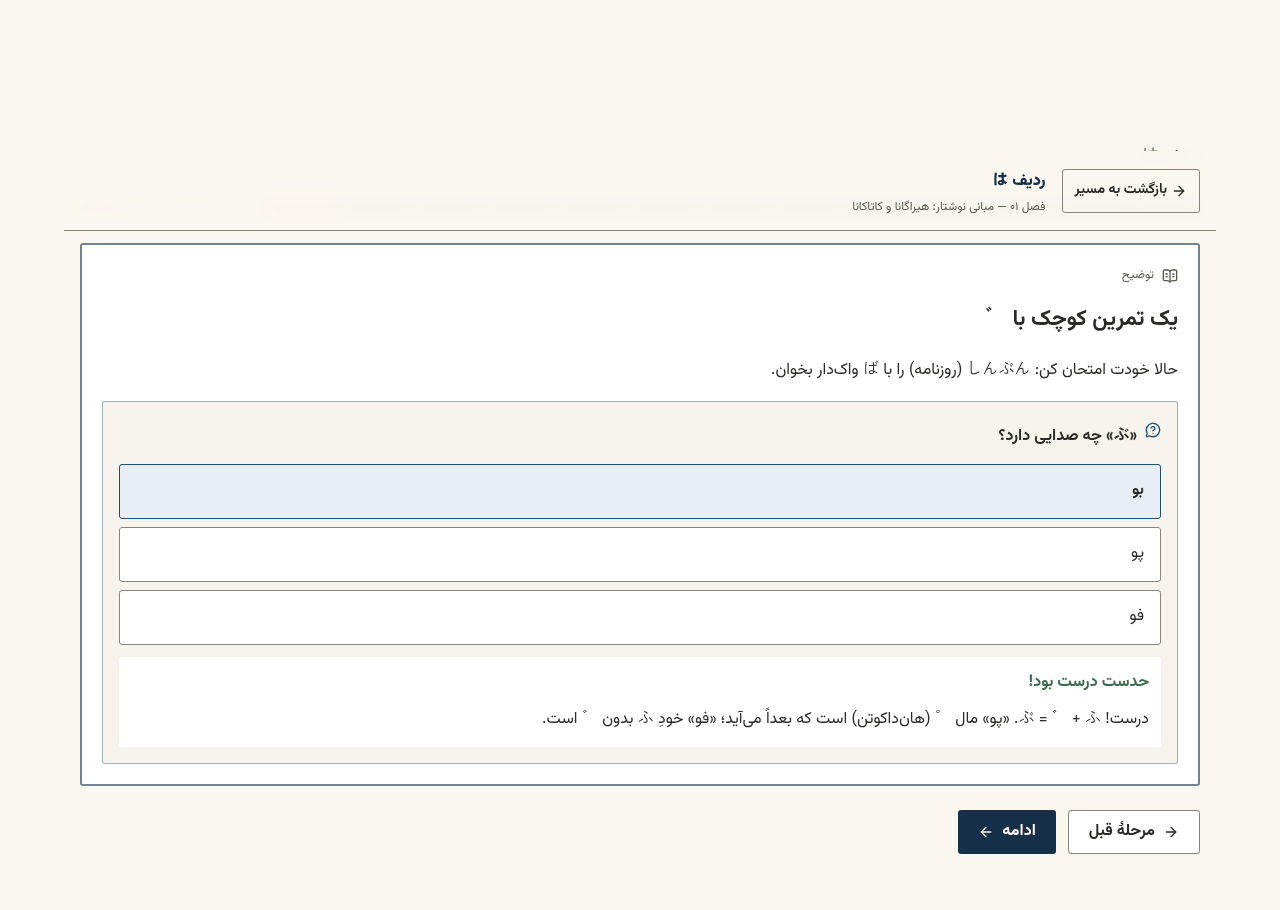 بازگشت به مسیر
ردیف は
فصل ۰۱ — مبانی نوشتار: هیراگانا و کاتاکانا
توضیح
یک تمرین کوچک با ゛
حالا خودت امتحان کن: しんぶん (روزنامه) را با ば واک‌دار بخوان.
«ぶ» چه صدایی دارد؟
بو
پو
فو
حدست درست بود!
درست! ふ + ゛ = ぶ. «پو» مال ゜ (هان‌داکوتن) است که بعداً می‌آید؛ «فو» خودِ ふ بدون ゛ است.
مرحلهٔ قبل
ادامه